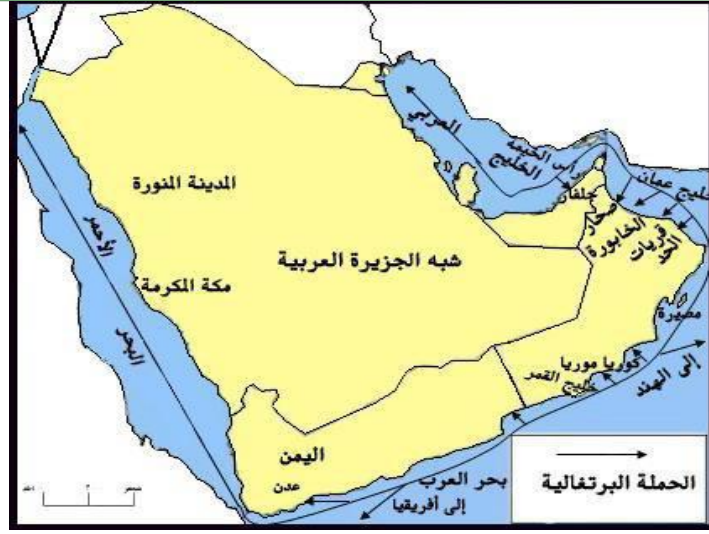 الخليج العربي
رأس الخيمة
جلفار
خليج عمان
صحار
الخابورة
قريات
الحد
المدينة المنورة
شبه الجزيرة العربية
مكة المكرمة
البحر الأحمر
مصيرة
إلى الهند
كوريا موريا
خليج القمر
اليمن
عدن
بحر العرب
إلى أفريقيا
الحملة البرتغالية